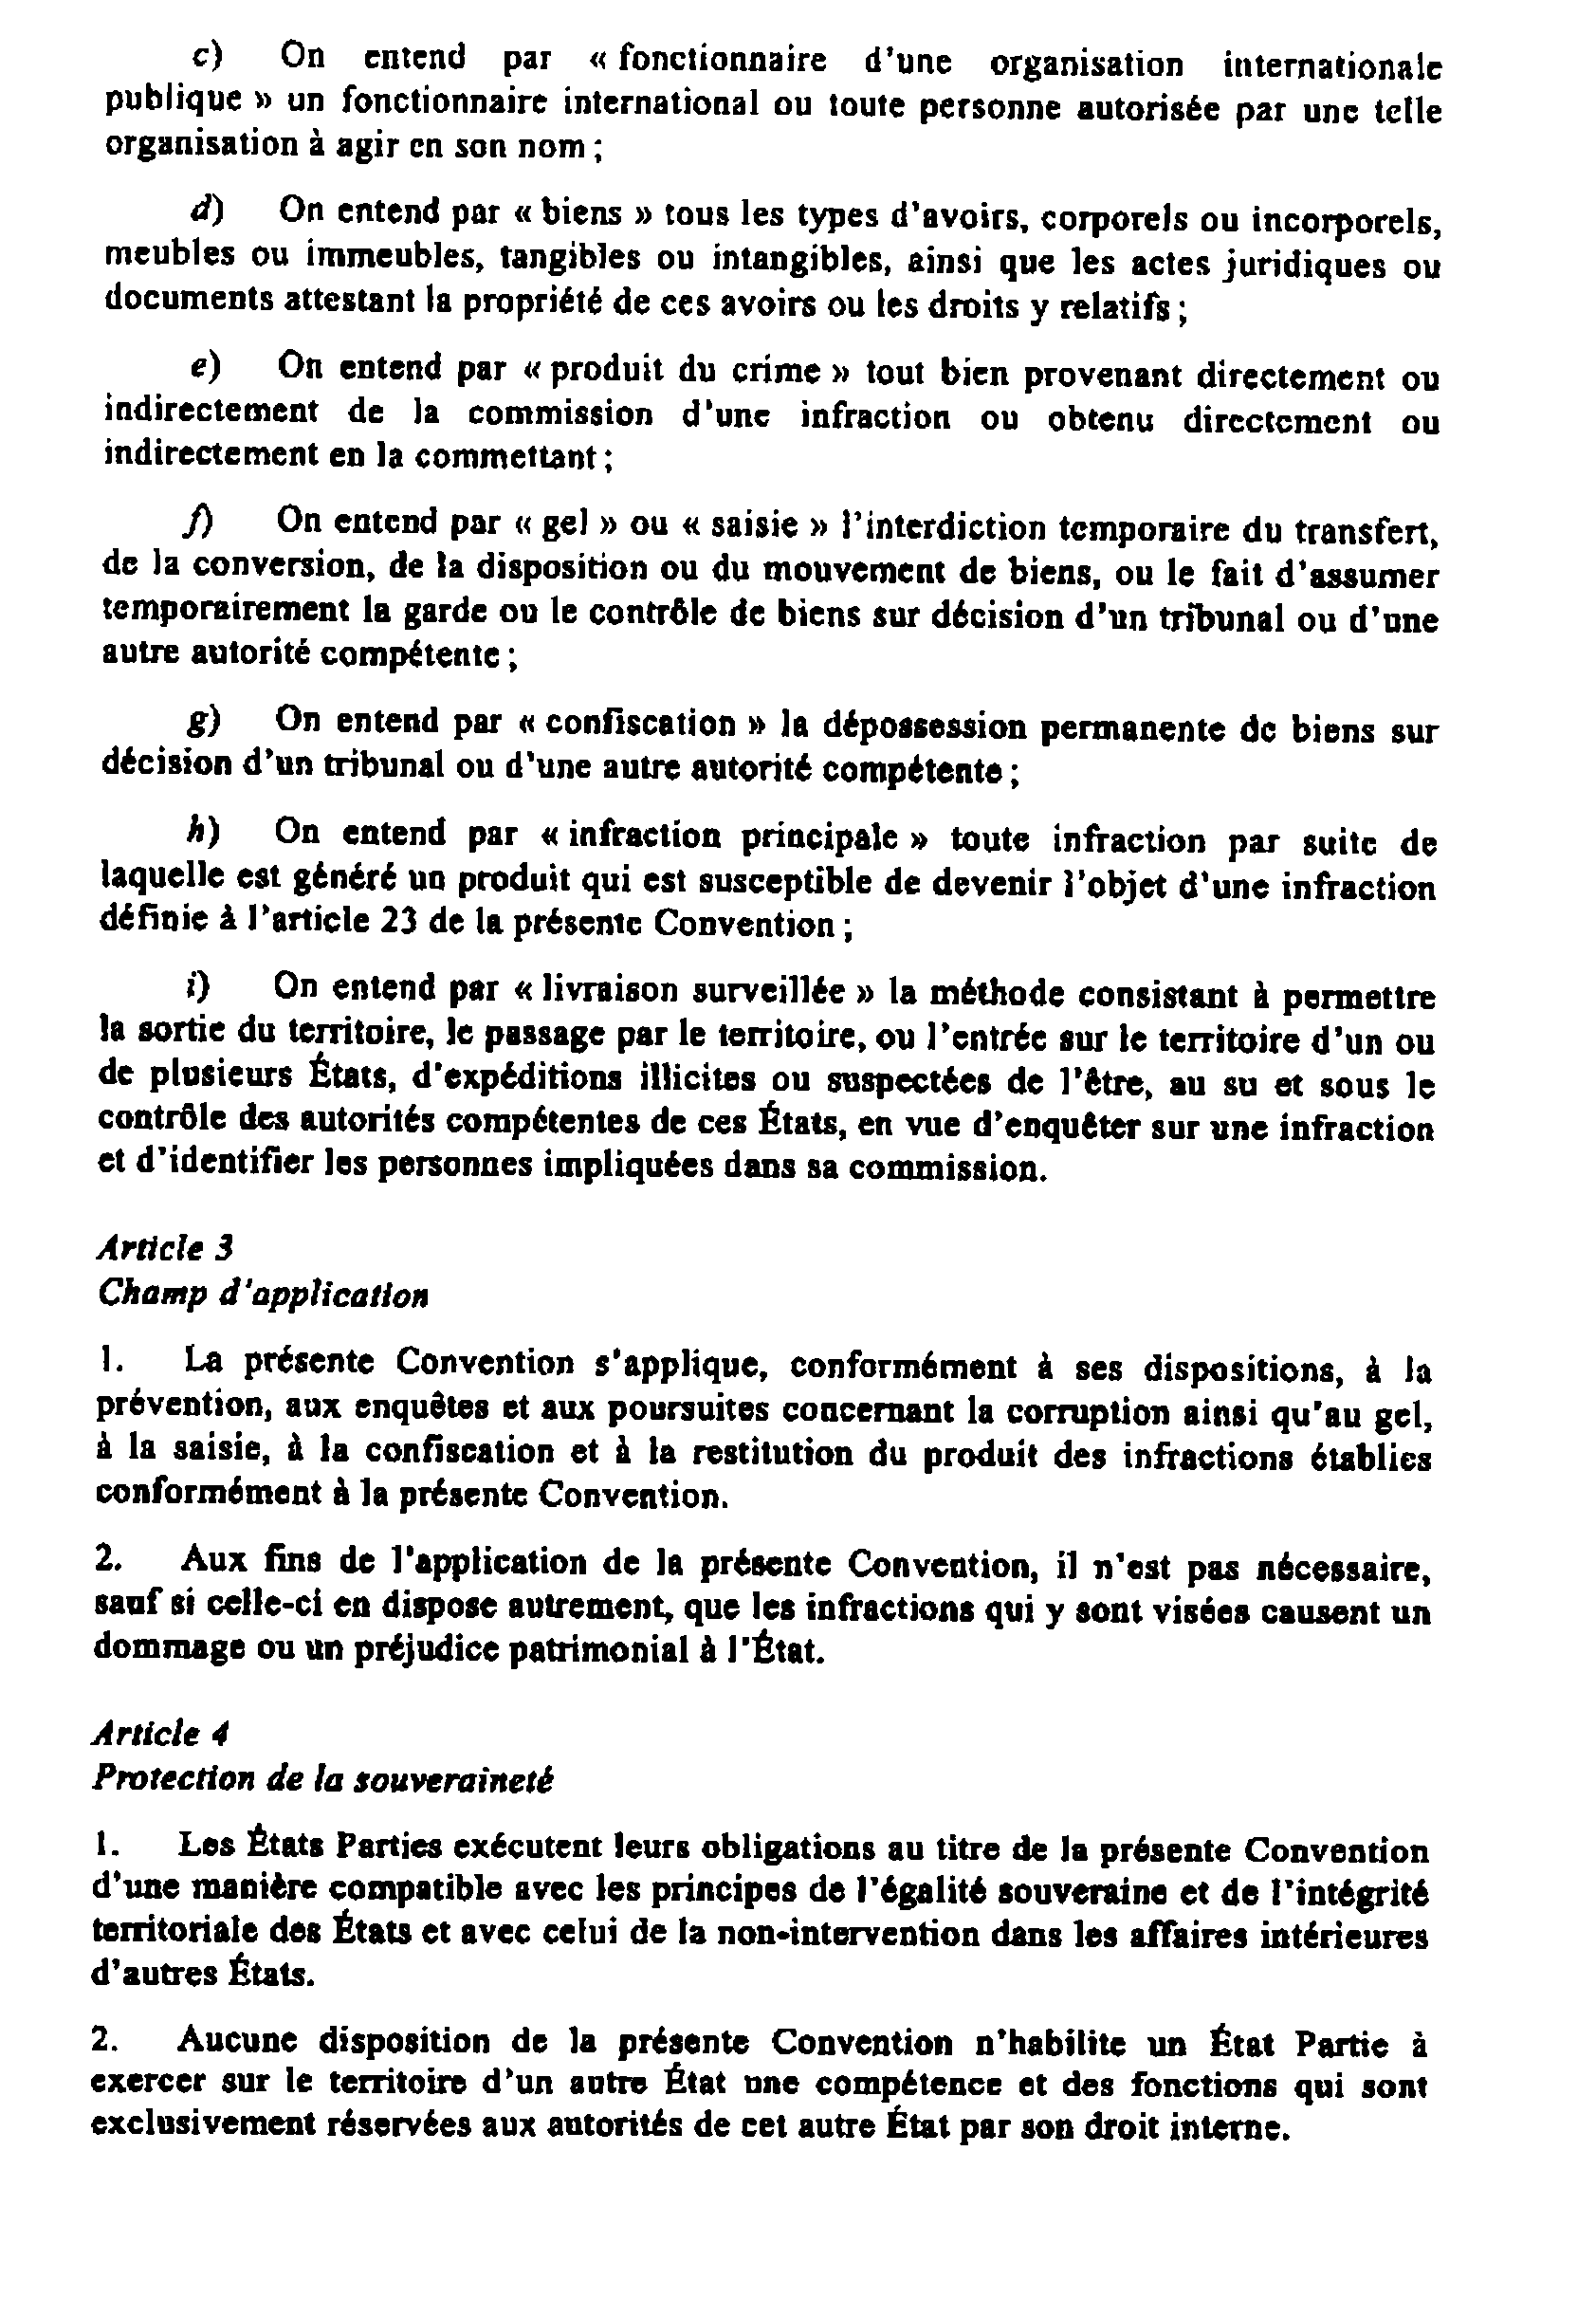 c) On entend par « fonctionnaire d'une organisation internationale
publique » un fonctionnaire international ou toute personne autorisée par une telle
organisation à agir en son nom ;
d) On entend par « biens » tous les types d'avoirs, corporels ou incorporels,
meubles ou immeubles, tangibles ou intangibles, ainsi que les actes juridiques ou
documents attestant la propriété de ces avoirs ou les droits y relatifs ;
e) On entend par « produit du crime » tout bien provenant directement ou
indirectement de la commission d'une infraction ou obtenu directement ou
indirectement en la commettant ;
f) On entend par « gel » ou « saisie » l'interdiction temporaire du transfert,
de la conversion, de la disposition ou du mouvement de biens, ou le fait d'assumer
temporairement la garde ou le contrôle de biens sur décision d'un tribunal ou d'une
autre autorité compétente ;
g) On entend par « confiscation » la dépossession permanente de biens sur
décision d'un tribunal ou d'une autre autorité compétente ;
h) On entend par « infraction principale » toute infraction par suite de
laquelle est généré un produit qui est susceptible de devenir l'objet d'une infraction
définie à l'article 23 de la présente Convention ;
i) On entend par « livraison surveillée » la méthode consistant à permettre
la sortie du territoire, le passage par le territoire, ou l'entrée sur le territoire d'un ou
de plusieurs États, d'expéditions illicites ou suspectées de l'être, au su et sous le
contrôle des autorités compétentes de ces États, en vue d'enquêter sur une infraction
et d'identifier les personnes impliquées dans sa commission.
Article 3
Champ d'application
1. La présente Convention s'applique, conformément à ses dispositions, à la
prévention, aux enquêtes et aux poursuites concernant la corruption ainsi qu'au gel,
à la saisie, à la confiscation et à la restitution du produit des infractions établies
conformément à la présente Convention.
2. Aux fins de l'application de la présente Convention, il n'est pas nécessaire,
sauf si celle-ci en dispose autrement, que les infractions qui y sont visées causent un
dommage ou un préjudice patrimonial à l'État.
Article 4
Protection de la souveraineté
1. Les États Parties exécutent leurs obligations au titre de la présente Convention
d'une manière compatible avec les principes de l'égalité souveraine et de l'intégrité
territoriale des États et avec celui de la non-intervention dans les affaires intérieures
d'autres États.
2. Aucune disposition de la présente Convention n'habilite un État Partie à
exercer sur le territoire d'un autre État une compétence et des fonctions qui sont
exclusivement réservées aux autorités de cet autre État par son droit interne.